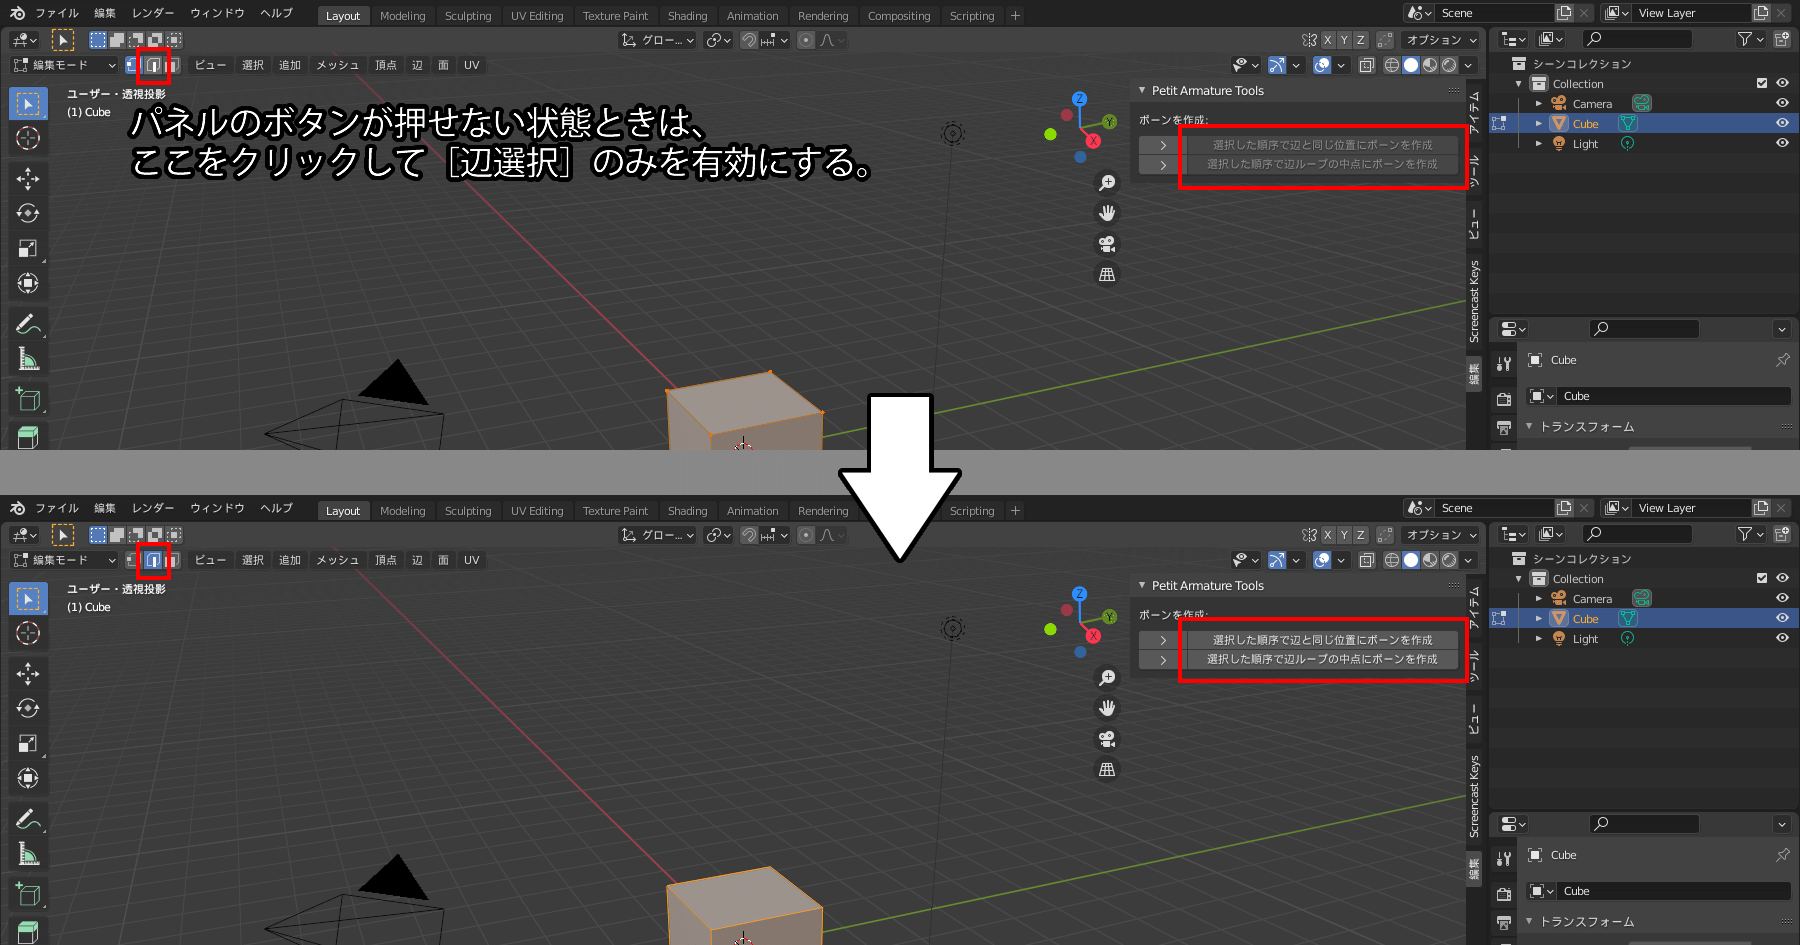 ファイル 編集 レンダー ウィンドウ ヘルプ Layout Modeling Sculpting UV Editing Texture Paint Shading Animation Rendering Compositing Scripting + Scene View Layer
グロー... X Y Z オプション
編集モード ビュー 選択 追加 メッシュ 頂点 辺 面 UV
シーンコレクション
Collection
Camera
Cube
Light
ユーザー・透視投影
(1) Cube
パネルのボタンが押せない状態ときは、
ここをクリックして［辺選択］のみを有効にする。
Z
Y
X
Petit Armature Tools
ボーンを作成:
選択した順序で辺と同じ位置にボーンを作成
選択した順序で辺ループの中点にボーンを作成
アイテム
ツール
ビュー
Screencast Keys
編集
Cube
Cube
トランスフォーム
ファイル 編集 レンダー ウィンドウ ヘルプ Layout Modeling Sculpting UV Editing Texture Paint Shading Animation Rendering Scripting + Scene View Layer
グロー... X Y Z オプション
編集モード ビュー 選択 追加 メッシュ 頂点 辺 面 UV
シーンコレクション
Collection
Camera
Cube
Light
ユーザー・透視投影
(1) Cube
Z
Y
X
Petit Armature Tools
ボーンを作成:
選択した順序で辺と同じ位置にボーンを作成
選択した順序で辺ループの中点にボーンを作成
アイテム
ツール
ビュー
Screencast Keys
編集
Cube
Cube
トランスフォーム